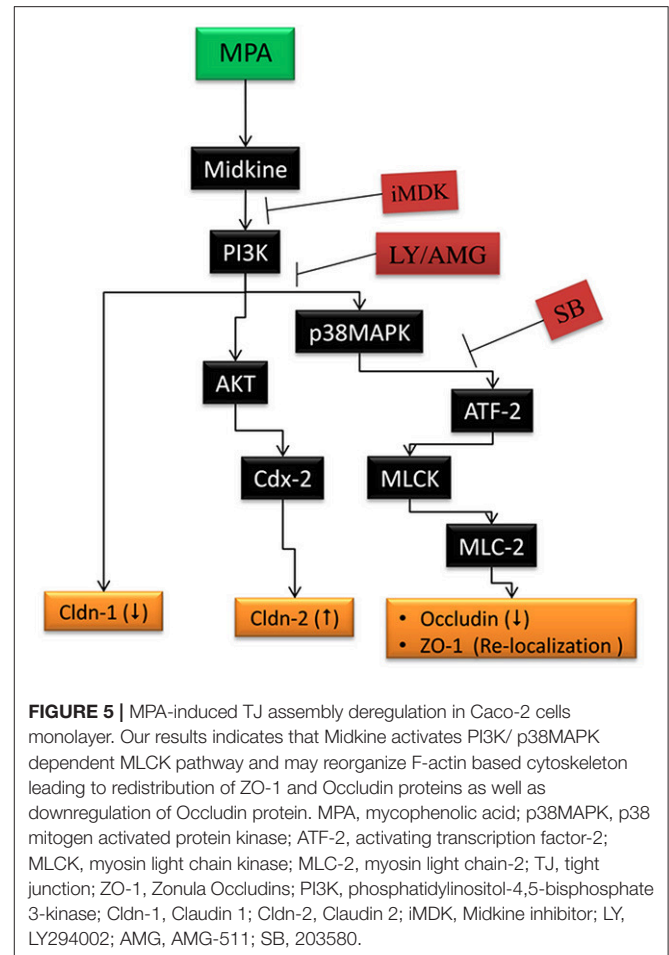 MPA
Midkine
iMDK
PI3K
LY/AMG
SB
p38MAPK
AKT
ATF-2
Cdx-2
MLCK
MLC-2
Cldn-1 (↓)
Cldn-2 (↑)
• Occludin (↓)
• ZO-1 (Re-localization )
FIGURE 5 | MPA-induced TJ assembly deregulation in Caco-2 cells
monolayer. Our results indicates that Midkine activates PI3K/ p38MAPK
dependent MLCK pathway and may reorganize F-actin based cytoskeleton
leading to redistribution of ZO-1 and Occludin proteins as well as
downregulation of Occludin protein. MPA, mycophenolic acid; p38MAPK, p38
mitogen activated protein kinase; ATF-2, activating transcription factor-2;
MLCK, myosin light chain kinase; MLC-2, myosin light chain-2; TJ, tight
junction; ZO-1, Zonula Occludins; PI3K, phosphatidylinositol-4,5-bisphosphate
3-kinase; Cldn-1, Claudin 1; Cldn-2, Claudin 2; iMDK, Midkine inhibitor; LY,
LY294002; AMG, AMG-511; SB, 203580.